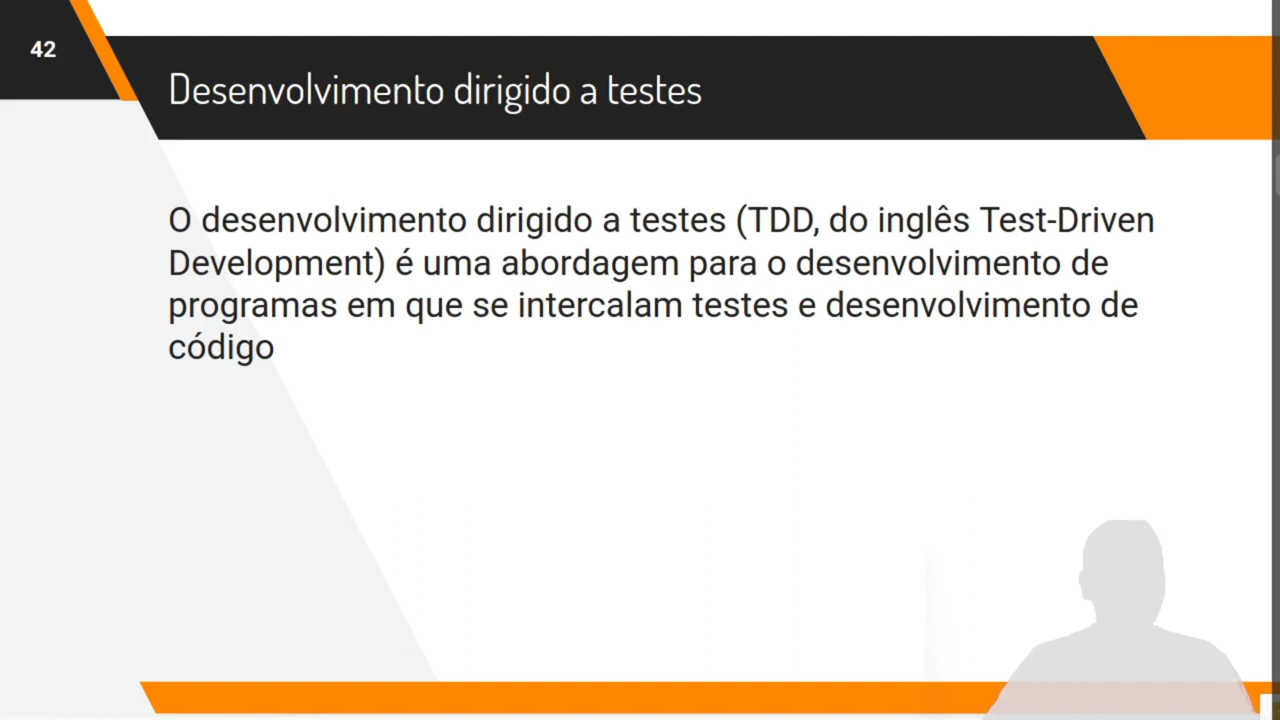 42
Desenvolvimento dirigido a testes
O desenvolvimento dirigido a testes (TDD, do inglês Test-Driven
Development) é uma abordagem para o desenvolvimento de
programas em que se intercalam testes e desenvolvimento de
código